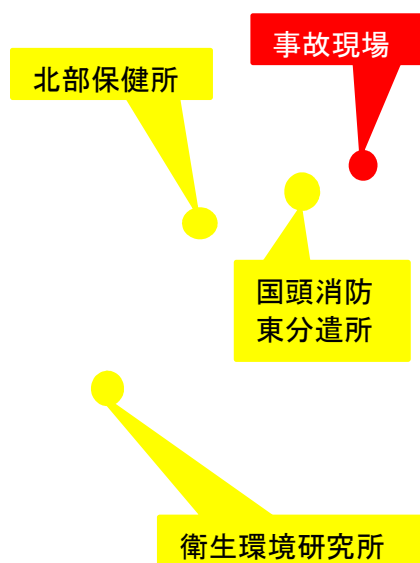 事故現場
北部保健所
国頭消防
東分遣所
衛生環境研究所